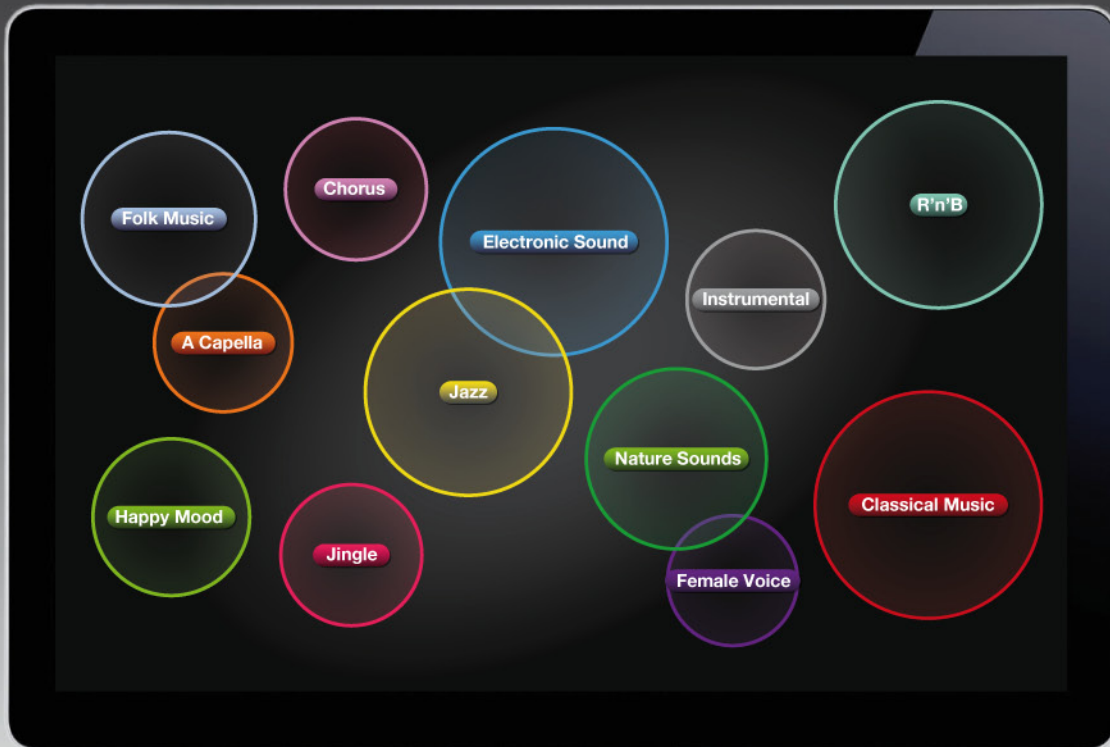 Chorus
R'n'B
Folk Music
Electronic Sound
Instrumental
A Capella
Jazz
Nature Sounds
Classical Music
Happy Mood
Jingle
Female Voice